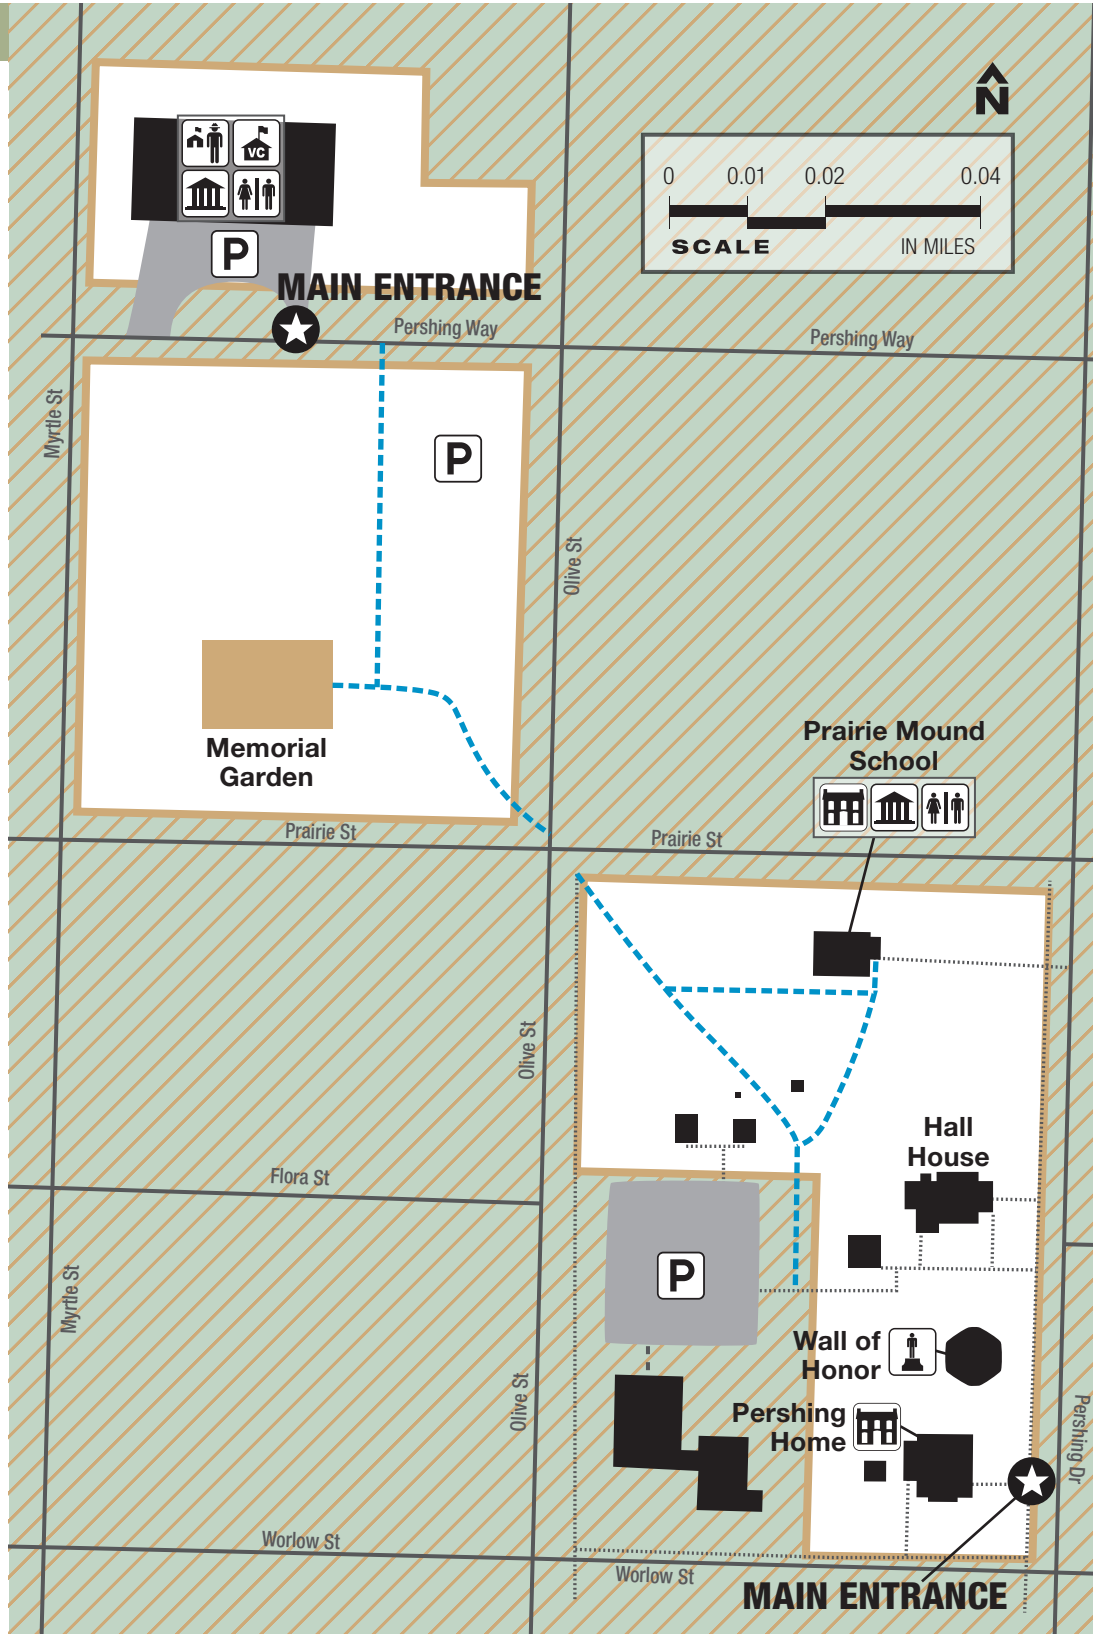 N
0 0.01 0.02 0.04
SCALE IN MILES
VC
P
MAIN ENTRANCE
Pershing Way
Pershing Way
Myrtle St
P
Olive St
Memorial
Garden
Prairie Mound
School
Prairie St
Prairie St
Olive St
Hall
House
Flora St
P
Myrtle St
Wall of
Honor
Olive St
Pershing
Home
Pershing Dr
Worlow St
Worlow St
MAIN ENTRANCE